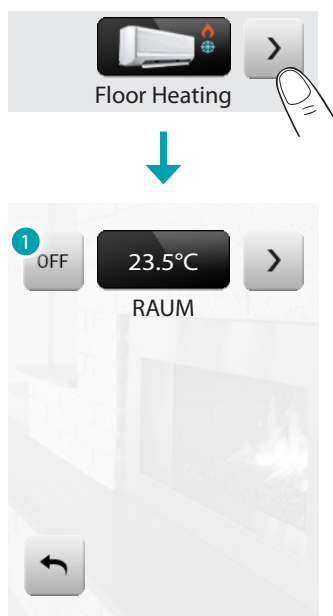 Floor Heating
1
OFF
23.5°C
RAUM